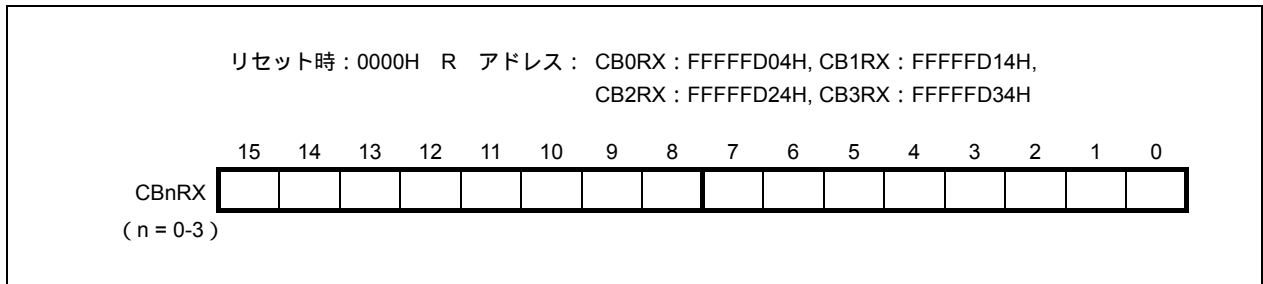 リセット時：0000H R アドレス： CB0RX：FFFFFD04H, CB1RX：FFFFFD14H,
CB2RX：FFFFFD24H, CB3RX：FFFFFD34H
15 14 13 12 11 10 9 8 7 6 5 4 3 2 1 0
CBnRX
（n = 0-3）